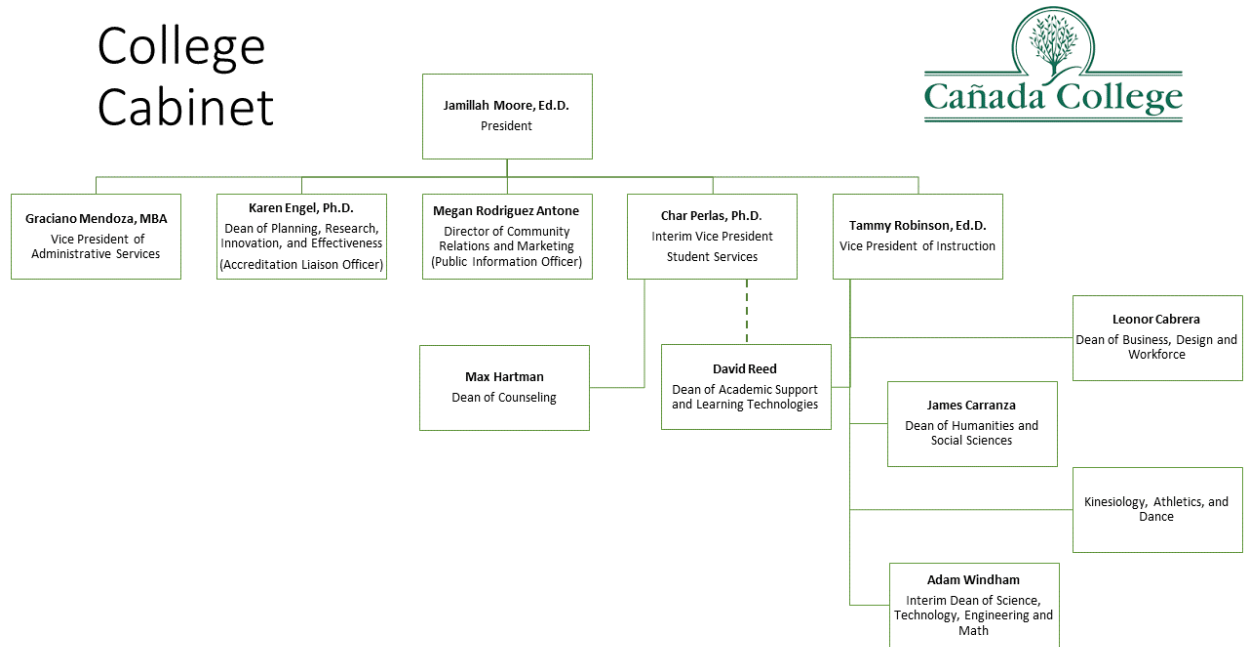 College
Cabinet
Cañada College
Jamillah Moore, Ed.D.
President
Graciano Mendoza, MBA
Vice President of
Administrative Services
Karen Engel, Ph.D.
Dean of Planning, Research,
Innovation, and Effectiveness
(Accreditation Liaison Officer)
Megan Rodriguez Antone
Director of Community
Relations and Marketing
(Public Information Officer)
Char Perlas, Ph.D.
Interim Vice President
Student Services
Tammy Robinson, Ed.D.
Vice President of Instruction
Leonor Cabrera
Dean of Business, Design and
Workforce
Max Hartman
Dean of Counseling
David Reed
Dean of Academic Support
and Learning Technologies
James Carranza
Dean of Humanities and
Social Sciences
Kinesiology, Athletics, and
Dance
Adam Windham
Interim Dean of Science,
Technology, Engineering and
Math